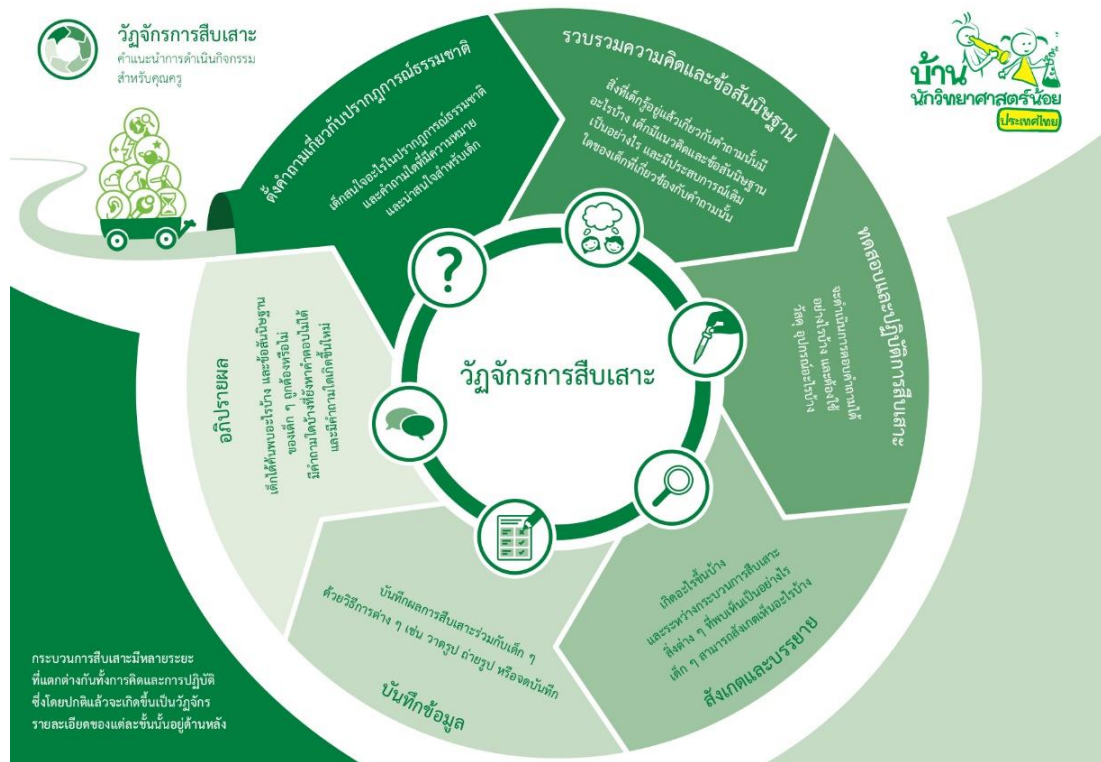 วัฏจักรการสืบเสาะ
คำแนะนำการดำเนินกิจกรรม
สำหรับคุณครู
บ้าน
นักวิทยาศาสตร์น้อย
ประเทศไทย
ตั้งคำถามเกี่ยวกับปรากฏการณ์ธรรมชาติ
เด็กสนใจอะไรในปรากฏการณ์ธรรมชาติ
และคำถามใดที่มีความหมาย
และน่าสนใจสำหรับเด็ก
รวบรวมความคิดและข้อสันนิษฐาน
สิ่งที่เด็กรู้อยู่แล้วเกี่ยวกับคำถามนั้นมี
อะไรบ้าง เด็กมีแนวคิดและข้อสันนิษฐาน
เป็นอย่างไร และมีประสบการณ์เดิม
ใดของเด็กที่เกี่ยวข้องกับคำถามนั้น
ทดสอบและปฏิบัติการสืบเสาะ
จะดำเนินการตอบคำถามได้
อย่างไรบ้าง และต้องใช้
วัสดุ อุปกรณ์อะไรบ้าง
เกิดอะไรขึ้นบ้าง
และระหว่างกระบวนการสืบเสาะ
สิ่งต่าง ๆ ที่พบเห็นเป็นอย่างไร
เด็ก ๆ สามารถสังเกตเห็นอะไรบ้าง
สังเกตและบรรยาย
บันทึกผลการสืบเสาะร่วมกับเด็ก ๆ
ด้วยวิธีการต่าง ๆ เช่น วาดรูป ถ่ายรูป หรือจดบันทึก
บันทึกข้อมูล
อภิปรายผล
เด็กได้ค้นพบอะไรบ้าง และข้อสันนิษฐาน
ของเด็ก ๆ ถูกต้องหรือไม่
มีคำถามใดบ้างที่ยังหาคำตอบไม่ได้
และมีคำถามใดเกิดขึ้นใหม่
วัฏจักรการสืบเสาะ
กระบวนการสืบเสาะมีหลายระยะ
ที่แตกต่างกันทั้งการคิดและการปฏิบัติ
ซึ่งโดยปกติแล้วจะเกิดขึ้นเป็นวัฏจักร
รายละเอียดของแต่ละขั้นนั้นอยู่ด้านหลัง